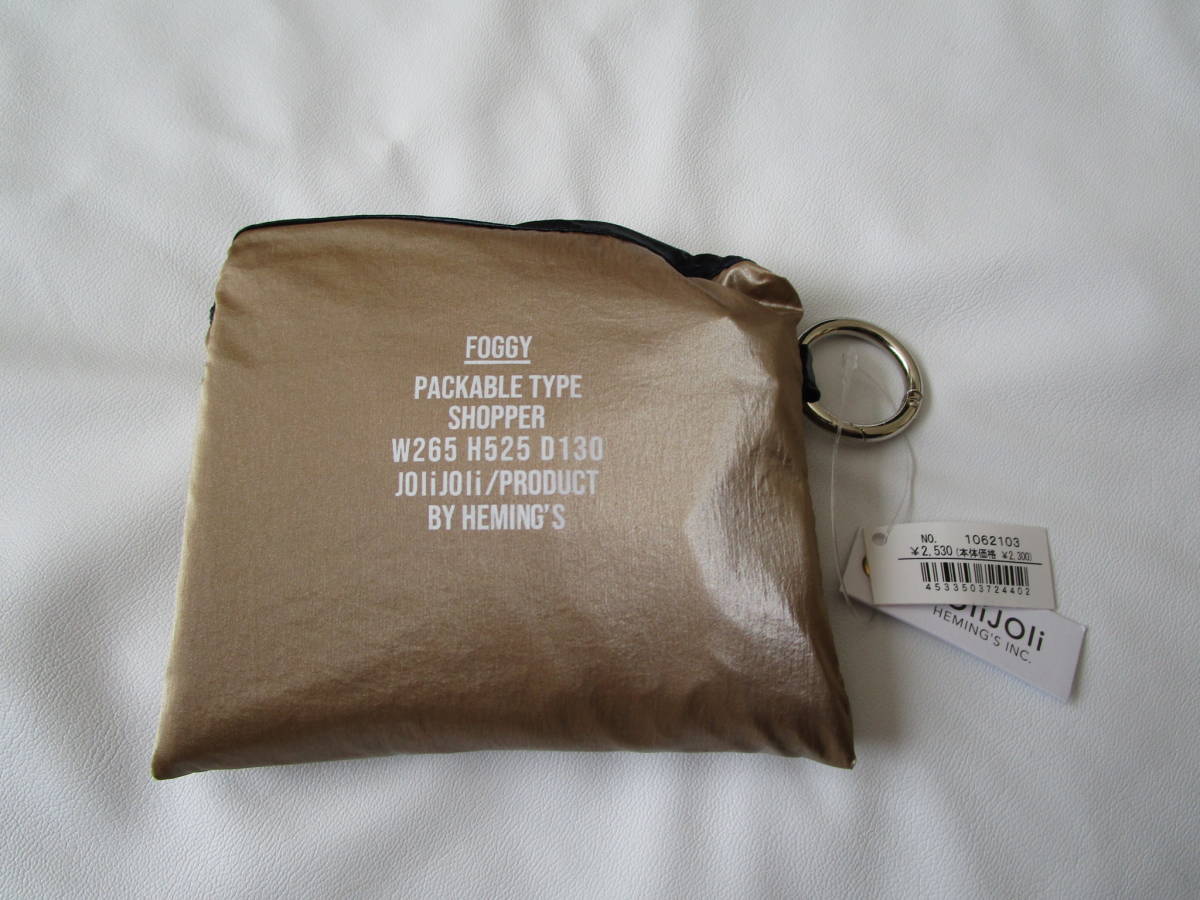 FOGGY
PACKABLE TYPE
SHOPPER
W265 H525 D130
JOliJOli/PRODUCT
BY HEMING'S
NO. 1062103
¥2,530(本体価格 ¥2,300)
4533503724402
HEMING'S INC.